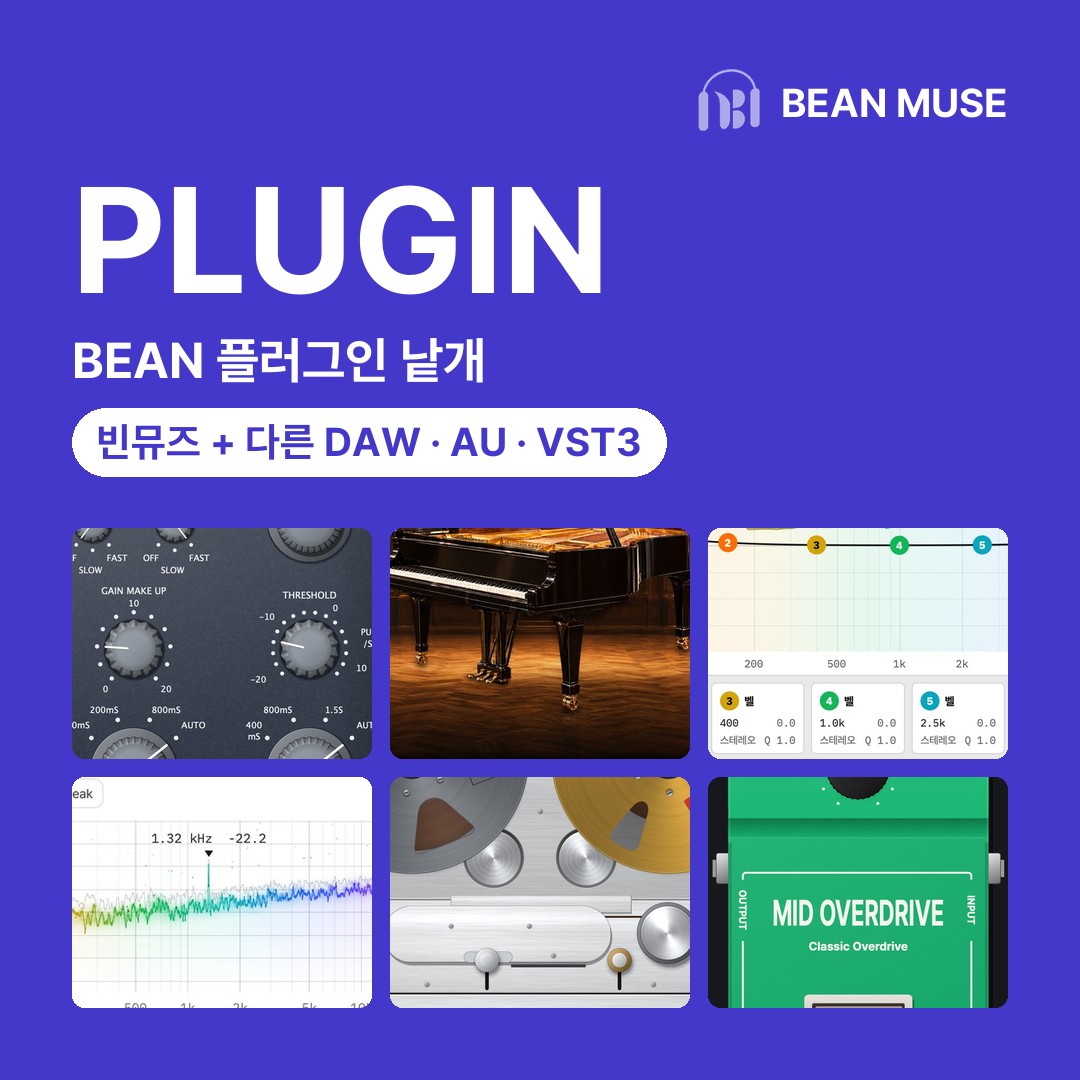 BEAN MUSE
PLUGIN
BEAN 플러그인 낱개
빈뮤즈 + 다른 DAW · AU · VST3
FAST OFF FAST
SLOW SLOW
GAIN MAKE UP
10
0 20
THRESHOLD
-10 0
-20 10
PU
/S
200mS 800mS
0mS AUTO
800mS 1.5S
400
mS
AUT
2 3 4 5
200 500 1k 2k
3 벨
400 0.0
스테레오 Q 1.0
4 벨
1.0k 0.0
스테레오 Q 1.0
5 벨
2.5k 0.0
스테레오 Q 1.0
eak
1.32 kHz -22.2
500 1k 2k 5k 10
OUTPUT
INPUT
MID OVERDRIVE
Classic Overdrive